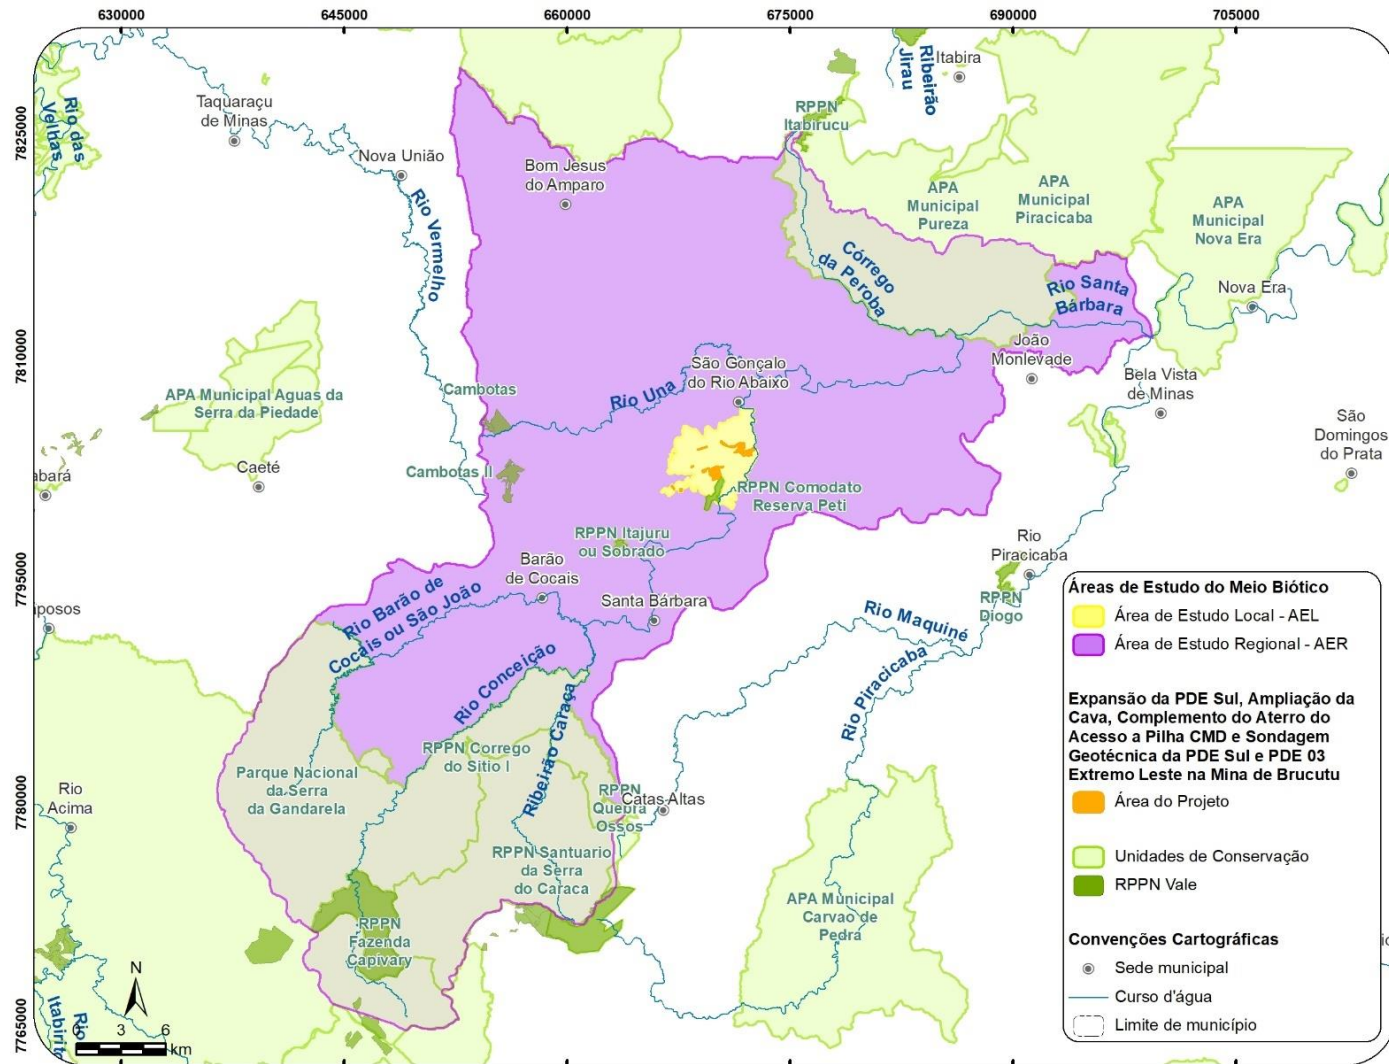 630000
645000
660000
675000
690000
705000
7825000
7810000
7795000
7780000
7765000
Rio das
Velhas
Taquaraçu
de Minas
Nova União
Rio Vermelho
Bom Jesus
do Amparo
RPPN
Itabirucu
Ribeirão
Jirau
Itabira
APA
Municipal
Pureza
APA
Municipal
Piracicaba
APA
Municipal
Nova Era
Córrego
da Peroba
Rio Santa
Bárbara
Nova Era
João
Monlevade
Bela Vista
de Minas
São
Domingos
do Prata
São Gonçalo
do Rio Abaixo
Rio Una
Cambotas
Cambotas II
APA Municipal Aguas da
Serra da Piedade
Caeté
abará
RPPN Comodato
Reserva Peti
RPPN Itajuru
ou Sobrado
Barão
de Cocais
Santa Bárbara
Rio
Piracicaba
RPPN
Diogo
Rio Barão de
Cocais ou São João
Rio Conceição
Rio Maquiné
Rio Piracicaba
Ribeirão Caraça
RPPN Corrego
do Sitio I
Parque Nacional
da Serra
da Gandarela
RPPN
Quebra
Ossos
Catas Altas
RPPN Santuario
da Serra
do Caraca
Rio
Acima
RPPN
Fazenda
Capivary
APA Municipal
Carvao de
Pedra
Rio
Itabirito
N
0 3 6
km
Áreas de Estudo do Meio Biótico
Área de Estudo Local - AEL
Área de Estudo Regional - AER
Expansão da PDE Sul, Ampliação da
Cava, Complemento do Aterro do
Acesso a Pilha CMD e Sondagem
Geotécnica da PDE Sul e PDE 03
Extremo Leste na Mina de Brucutu
Área do Projeto
Unidades de Conservação
RPPN Vale
Convenções Cartográficas
Sede municipal
Curso d'água
Limite de município